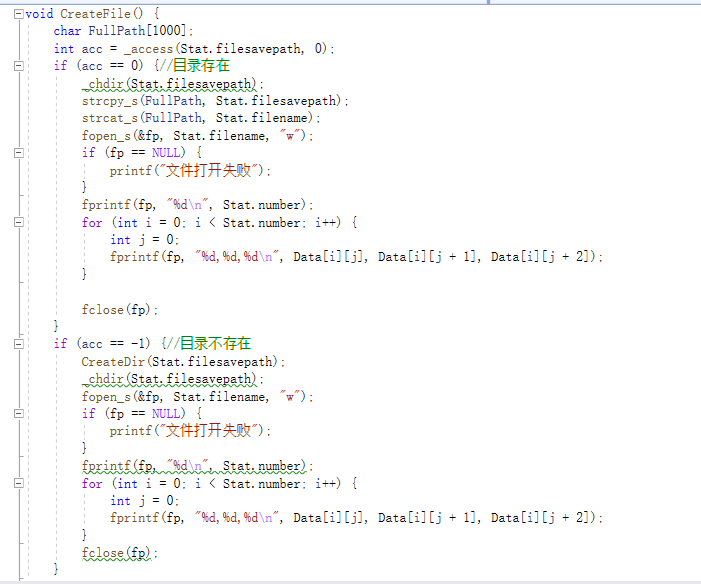 void CreateFile() {
char FullPath[1000];
int acc = _access(Stat.filesavepath, 0);
if (acc == 0) {//目录存在
_chdir(Stat.filesavepath);
strcpy_s(FullPath, Stat.filesavepath);
strcat_s(FullPath, Stat.filename);
fopen_s(&fp, Stat.filename, "w");
if (fp == NULL) {
printf("文件打开失败");
}
fprintf(fp, "%d\n", Stat.number);
for (int i = 0; i < Stat.number; i++) {
int j = 0;
fprintf(fp, "%d,%d,%d\n", Data[i][j], Data[i][j + 1], Data[i][j + 2]);
}
fclose(fp);
}
if (acc == -1) {//目录不存在
CreateDir(Stat.filesavepath);
_chdir(Stat.filesavepath);
fopen_s(&fp, Stat.filename, "w");
if (fp == NULL) {
printf("文件打开失败");
}
fprintf(fp, "%d\n", Stat.number);
for (int i = 0; i < Stat.number; i++) {
int j = 0;
fprintf(fp, "%d,%d,%d\n", Data[i][j], Data[i][j + 1], Data[i][j + 2]);
}
fclose(fp);
}